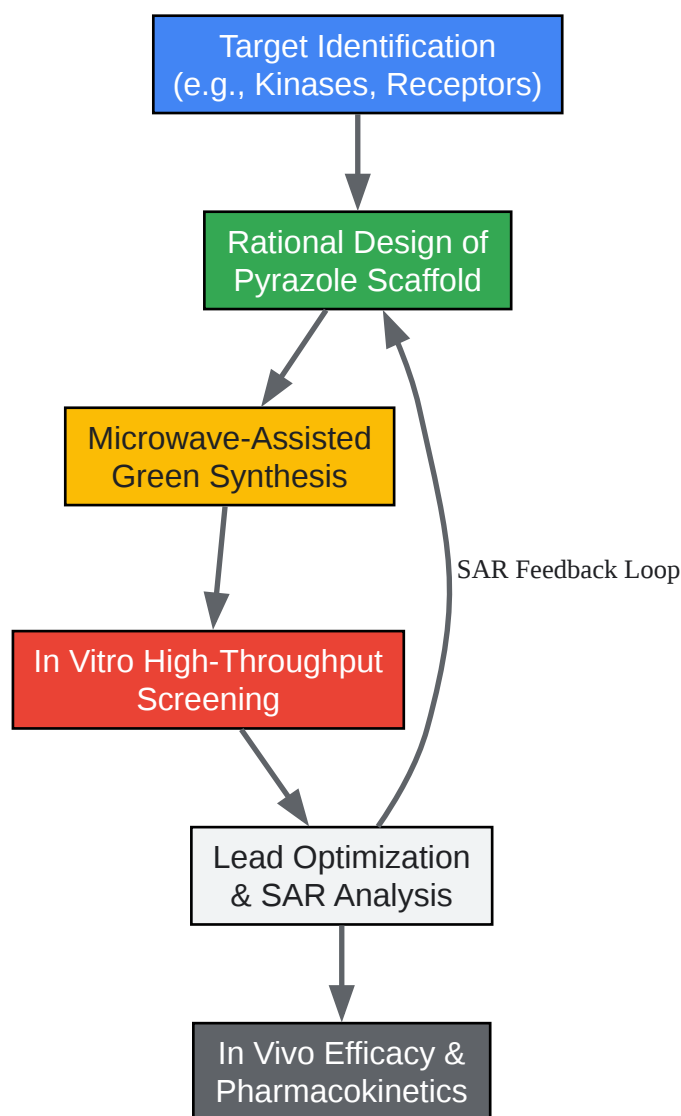 Target Identification
(e.g., Kinases, Receptors)
Rational Design of
Pyrazole Scaffold
Microwave-Assisted
Green Synthesis
SAR Feedback Loop
In Vitro High-Throughput
Screening
Lead Optimization
& SAR Analysis
In Vivo Efficacy &
Pharmacokinetics